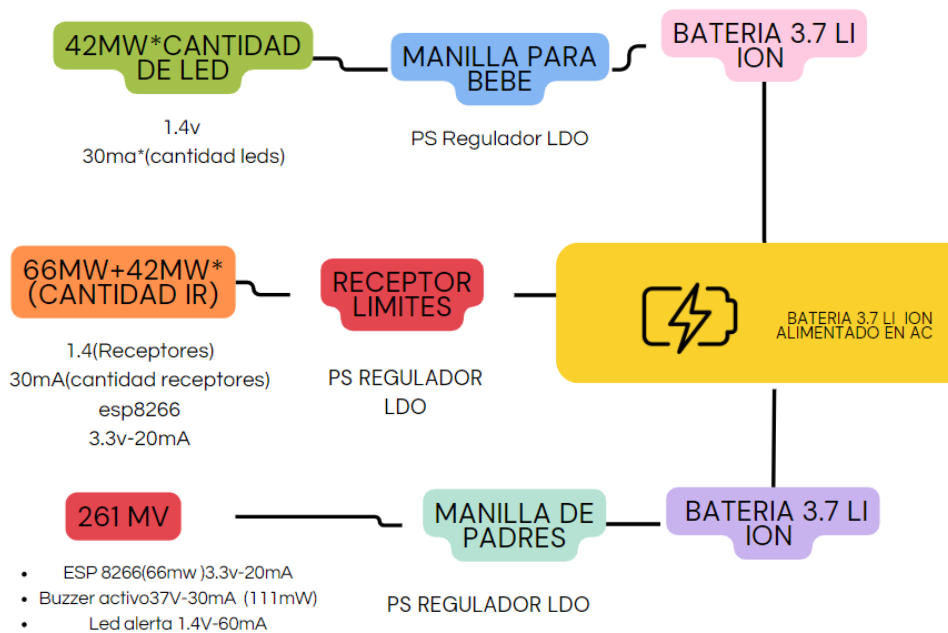 42MW*CANTIDAD
DE LED
1.4v
30ma*(cantidad leds)
MANILLA PARA
BEBE
PS Regulador LDO
BATERIA 3.7 LI
ION
66MW+42MW*
(CANTIDAD IR)
1.4(Receptores)
30mA(cantidad receptores)
esp8266
3.3v-20mA
RECEPTOR
LIMITES
PS REGULADOR
LDO
BATERIA 3.7 LI ION
ALIMENTADO EN AC
261 MV
• ESP 8266(66mw )3.3v-20mA
• Buzzer activo37V-30mA (111mW)
• Led alerta 1.4V-60mA
MANILLA DE
PADRES
PS REGULADOR LDO
BATERIA 3.7 LI
ION